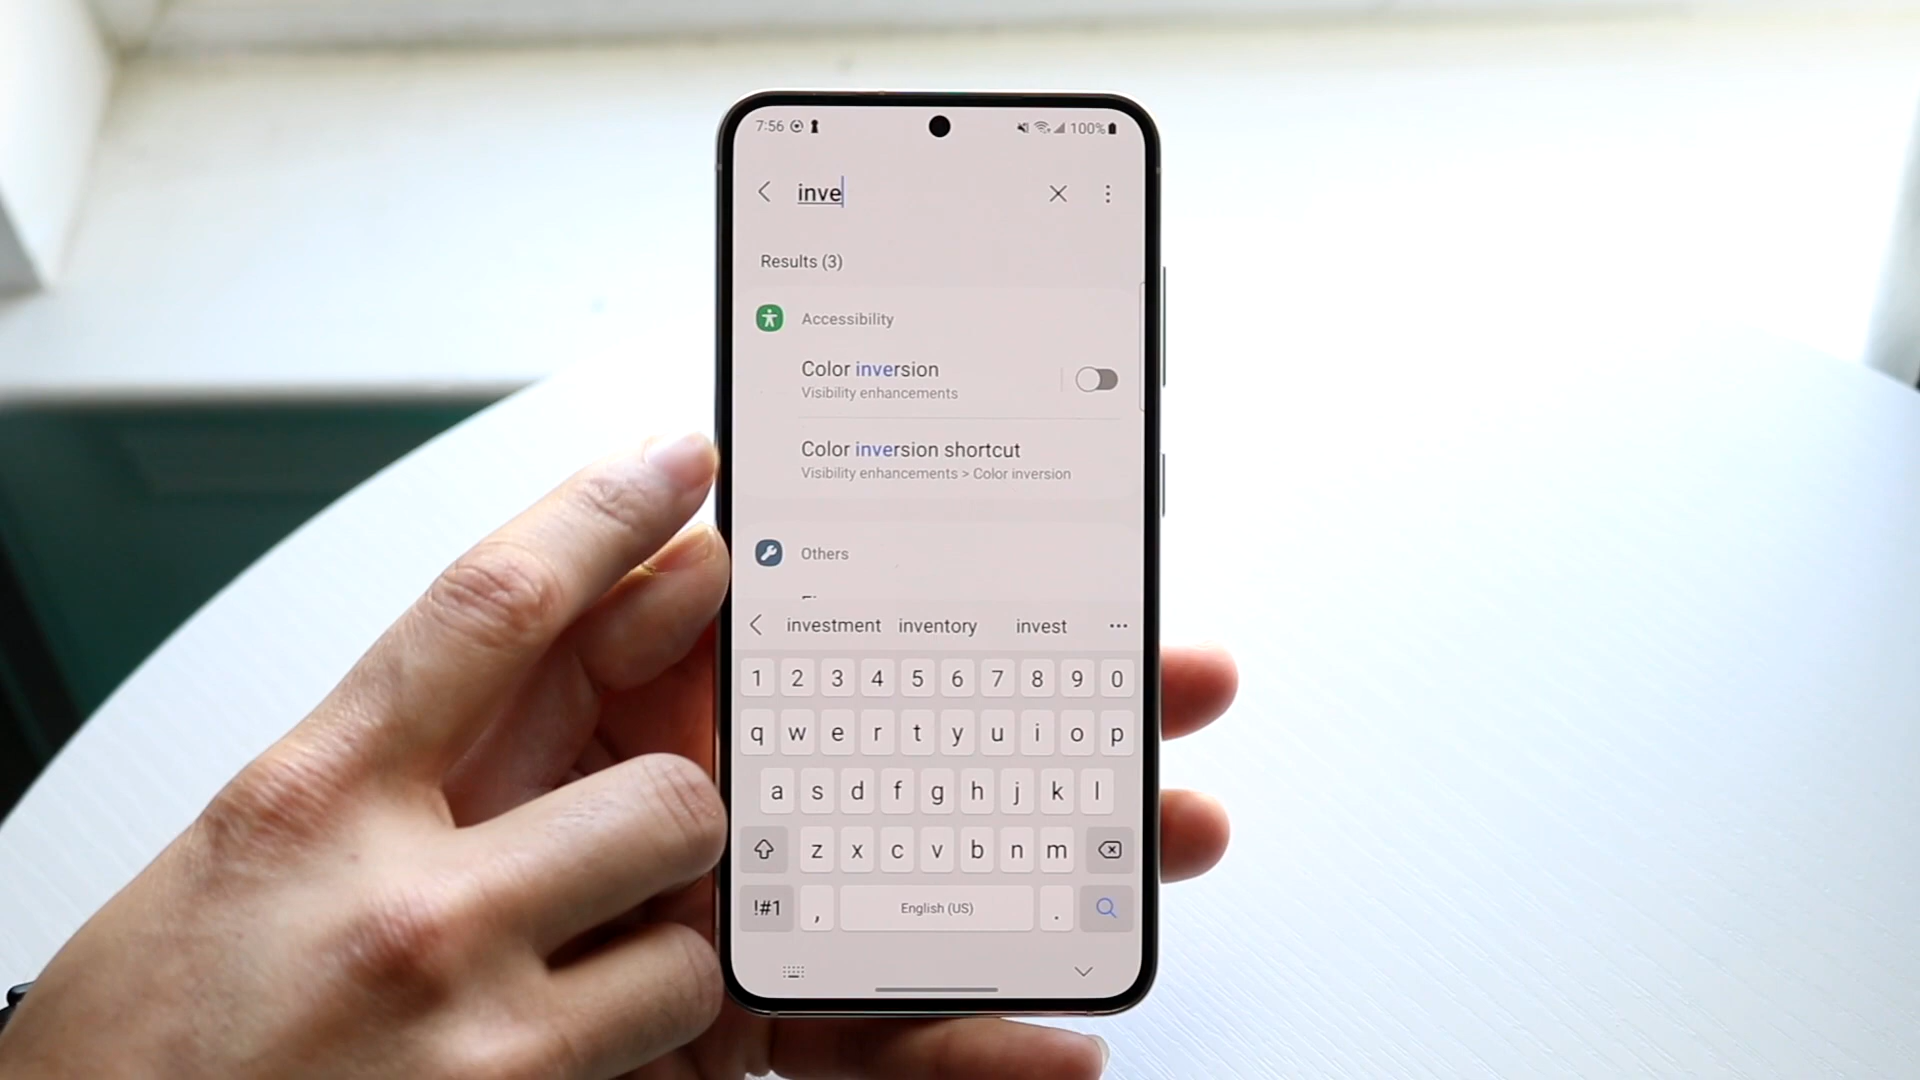 7:56 100%
inve
Results (3)
Accessibility
Color inversion
Visibility enhancements
Color inversion shortcut
Visibility enhancements > Color inversion
Others
investment inventory invest ...
1 2 3 4 5 6 7 8 9 0
q w e r t y u i o p
a s d f g h j k l
z x c v b n m
!#1 , English (US) .